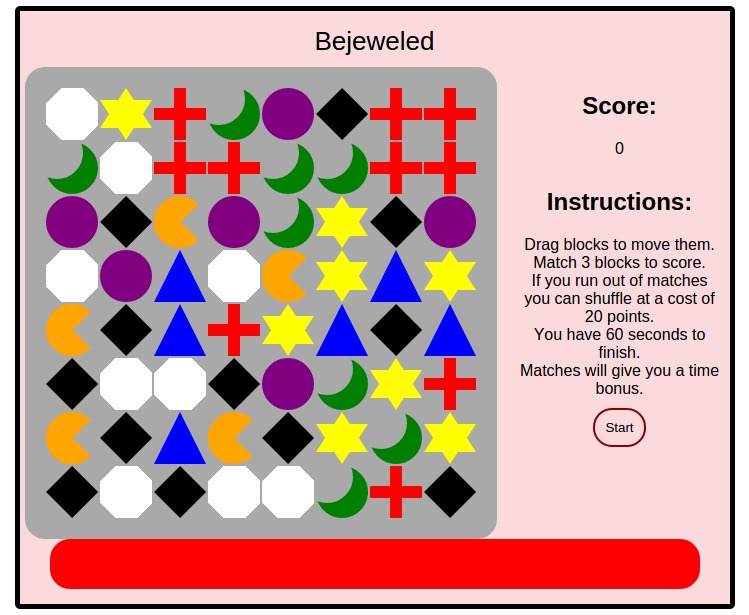 Bejeweled
Score:
0
Instructions:
Drag blocks to move them.
Match 3 blocks to score.
If you run out of matches
you can shuffle at a cost of
20 points.
You have 60 seconds to
finish.
Matches will give you a time
bonus.
Start